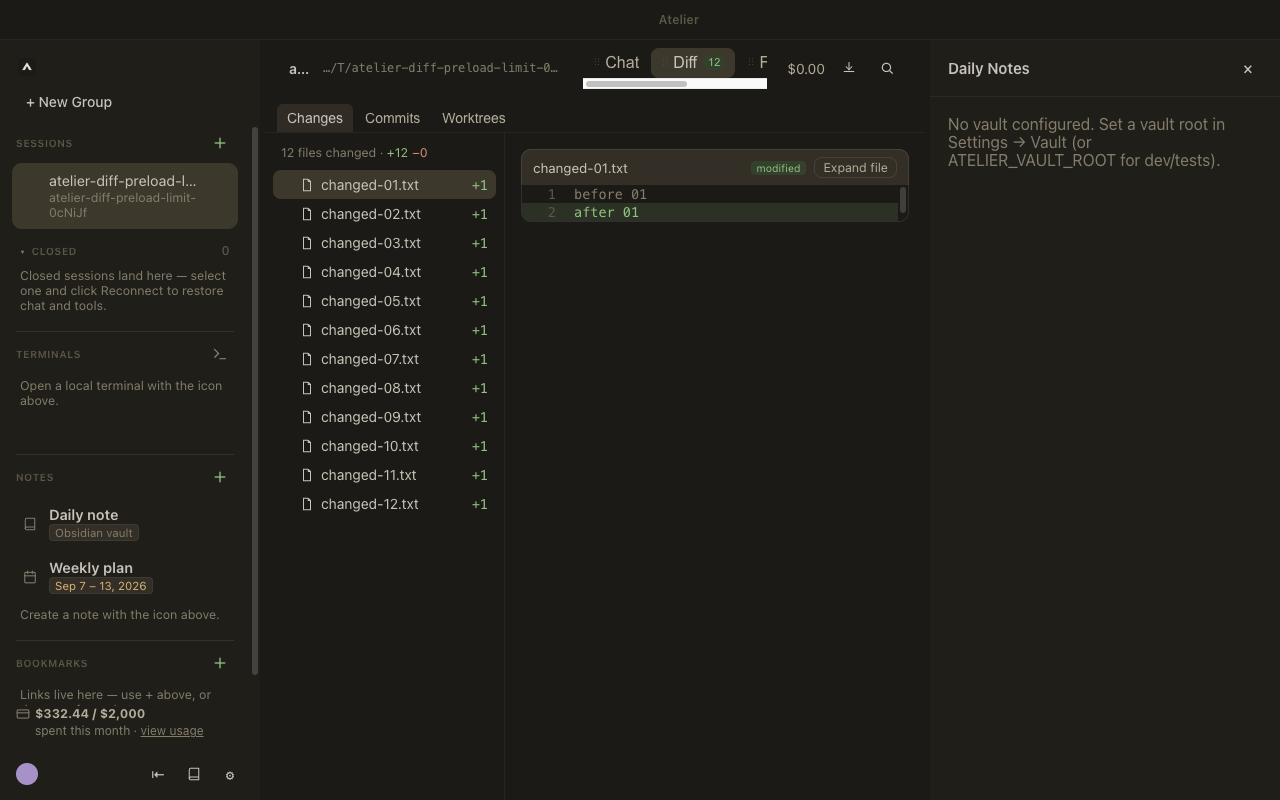 Atelier
+ New Group
SESSIONS
atelier-diff-preload-l...
atelier-diff-preload-limit-
0cNiJf
CLOSED 0
Closed sessions land here — select
one and click Reconnect to restore
chat and tools.
TERMINALS
Open a local terminal with the icon
above.
NOTES
Daily note
Obsidian vault
Weekly plan
Sep 7 – 13, 2026
Create a note with the icon above.
BOOKMARKS
Links live here — use + above, or
$332.44 / $2,000
spent this month · view usage
a... …/T/atelier-diff-preload-limit-0…
Chat
Diff 12
F
$0.00
Changes
Commits
Worktrees
12 files changed · +12 −0
changed-01.txt +1
changed-02.txt +1
changed-03.txt +1
changed-04.txt +1
changed-05.txt +1
changed-06.txt +1
changed-07.txt +1
changed-08.txt +1
changed-09.txt +1
changed-10.txt +1
changed-11.txt +1
changed-12.txt +1
changed-01.txt modified Expand file
1 before 01
2 after 01
Daily Notes ×
No vault configured. Set a vault root in
Settings → Vault (or
ATELIER_VAULT_ROOT for dev/tests).